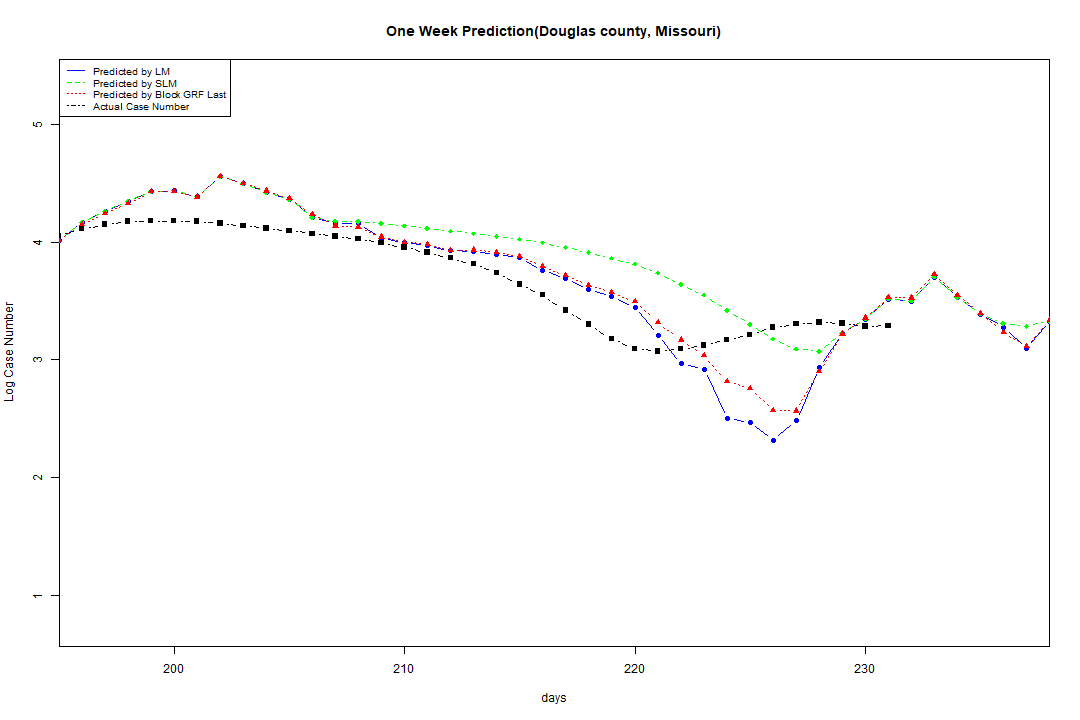 One Week Prediction(Douglas county, Missouri)
Predicted by LM
Predicted by SLM
Predicted by Block GRF Last
Actual Case Number
5
4
3
2
1
Log Case Number
200 210 220 230
days